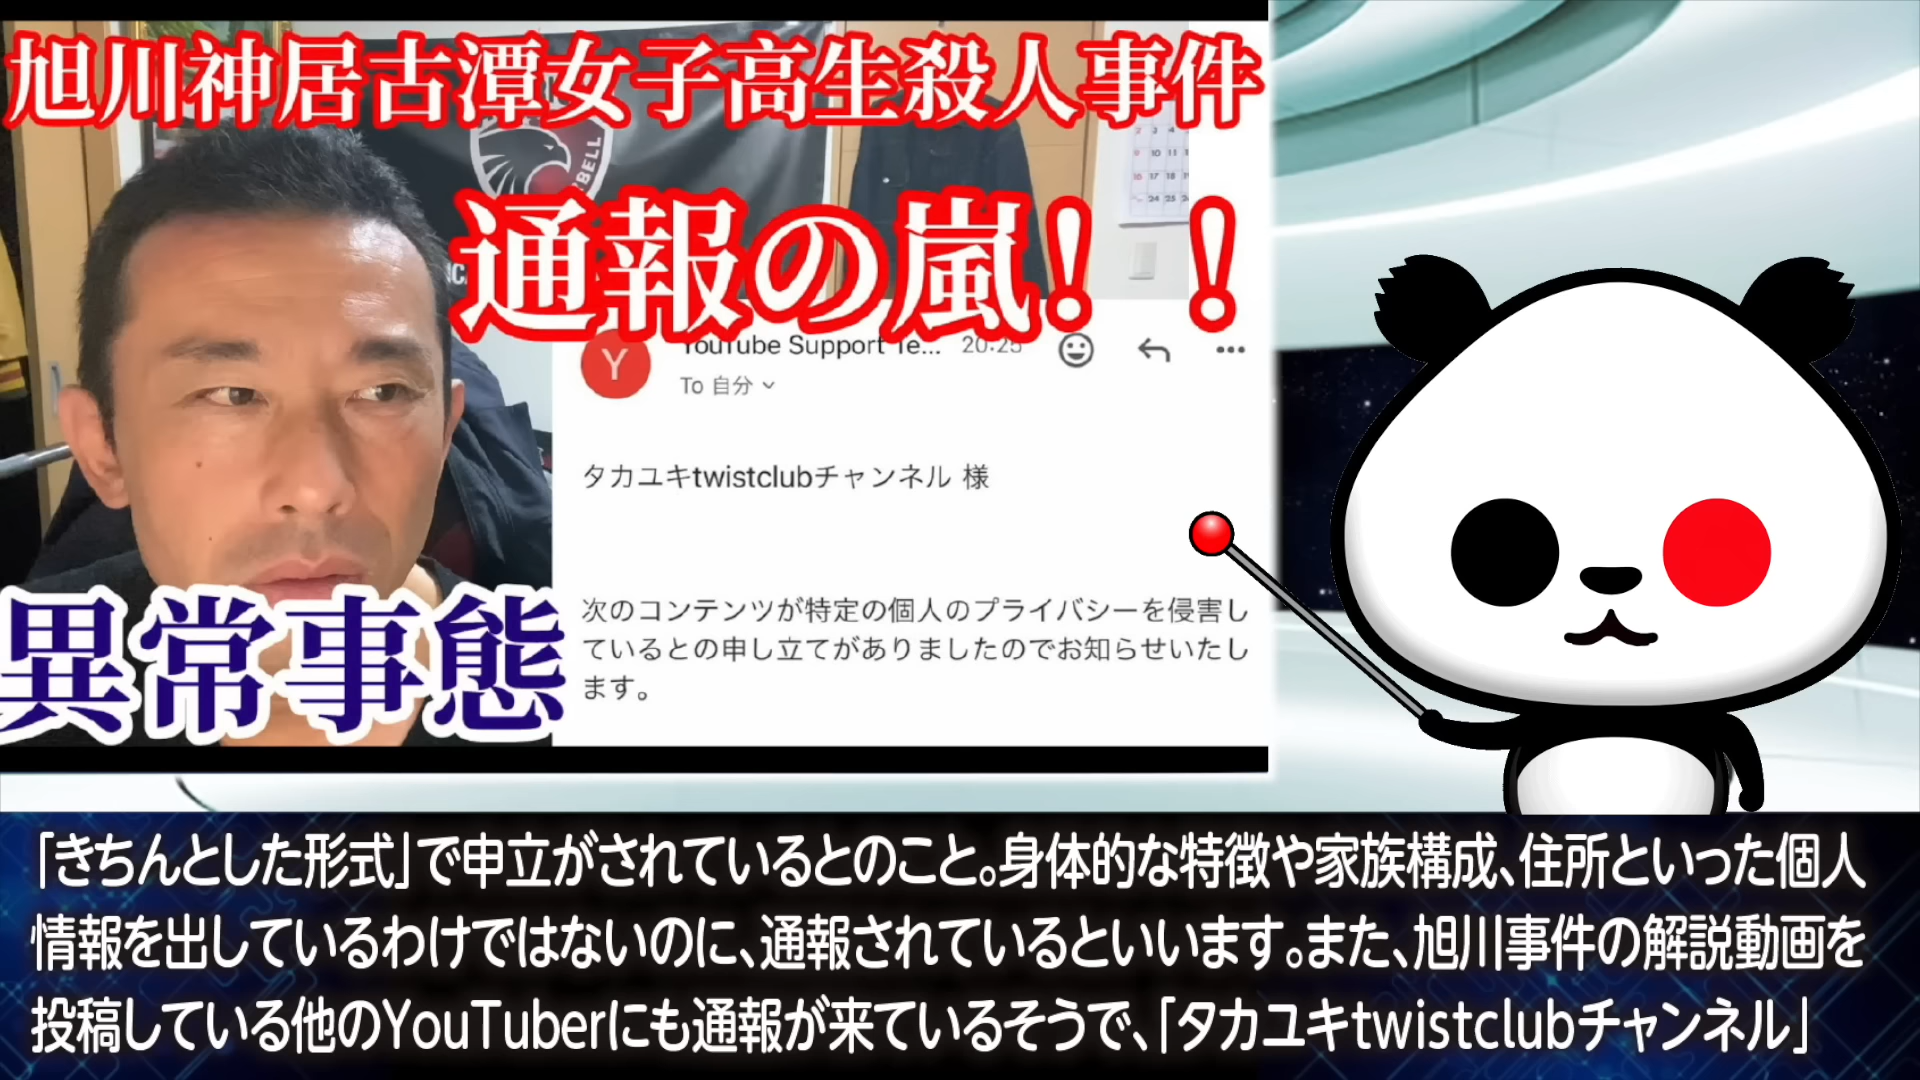 旭川神居古潭女子高生殺人事件
BELL
通報の嵐！！
Y
YouTube Support Te... 20:25
To 自分
タカユキtwistclubチャンネル 様
次のコンテンツが特定の個人のプライバシーを侵害し
ているとの申し立てがありましたのでお知らせいたし
ます。
異常事態
「きちんとした形式」で申立がされているとのこと。身体的な特徴や家族構成、住所といった個人
情報を出しているわけではないのに、通報されているといいます。また、旭川事件の解説動画を
投稿している他のYouTuberにも通報が来ているそうで、「タカユキtwistclubチャンネル」